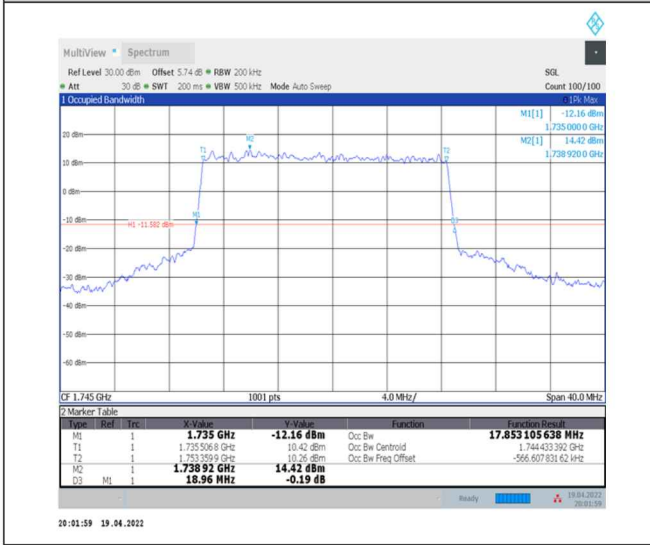 MultiView Spectrum
Ref Level 30.00 dBm Offset 5.74 dB RBW 200 kHz SGL
Att 30 dB SWT 200 ms VBW 500 kHz Mode Auto Sweep Count 100/100
1 Occupied Bandwidth 1Pk Max
M1[1] -12.16 dBm
1.735 000 0 GHz
M2[1] 14.42 dBm
1.738 920 0 GHz
20 dBm
M2
T1 T2
10 dBm
0 dBm
-10 dBm
M1 D3
H1 -11.582 dBm
-20 dBm
-30 dBm
-40 dBm
-50 dBm
-60 dBm
CF 1.745 GHz 1001 pts 4.0 MHz/ Span 40.0 MHz
2 Marker Table
Type Ref Trc X-Value Y-Value Function Function Result
M1 1 1.735 GHz -12.16 dBm Occ Bw 17.853 105 638 MHz
T1 1 1.735 506 8 GHz 10.42 dBm Occ Bw Centroid 1.744 433 392 GHz
T2 1 1.753 359 9 GHz 10.26 dBm Occ Bw Freq Offset -566.607 831 62 kHz
M2 1 1.738 92 GHz 14.42 dBm
D3 M1 1 18.96 MHz -0.19 dB
Ready 19.04.2022
20:01:59
20:01:59 19.04.2022